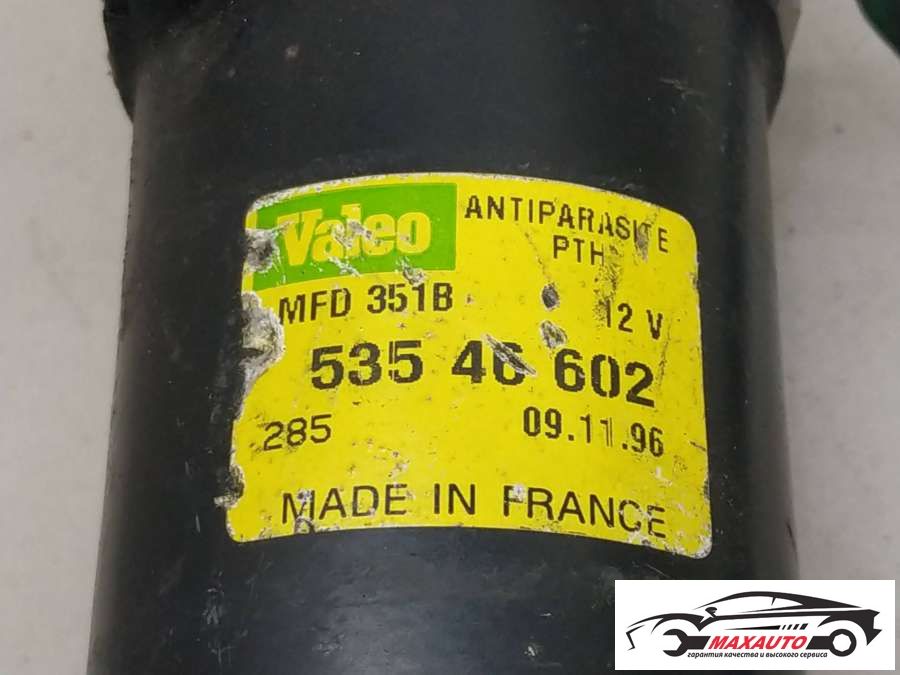 Valeo
ANTIPARASITE
MFD 351B
12 V
535 46 602
285
09.11.96
MADE IN FRANCE
MAXAUTO
гарантия качества и высокого сервиса